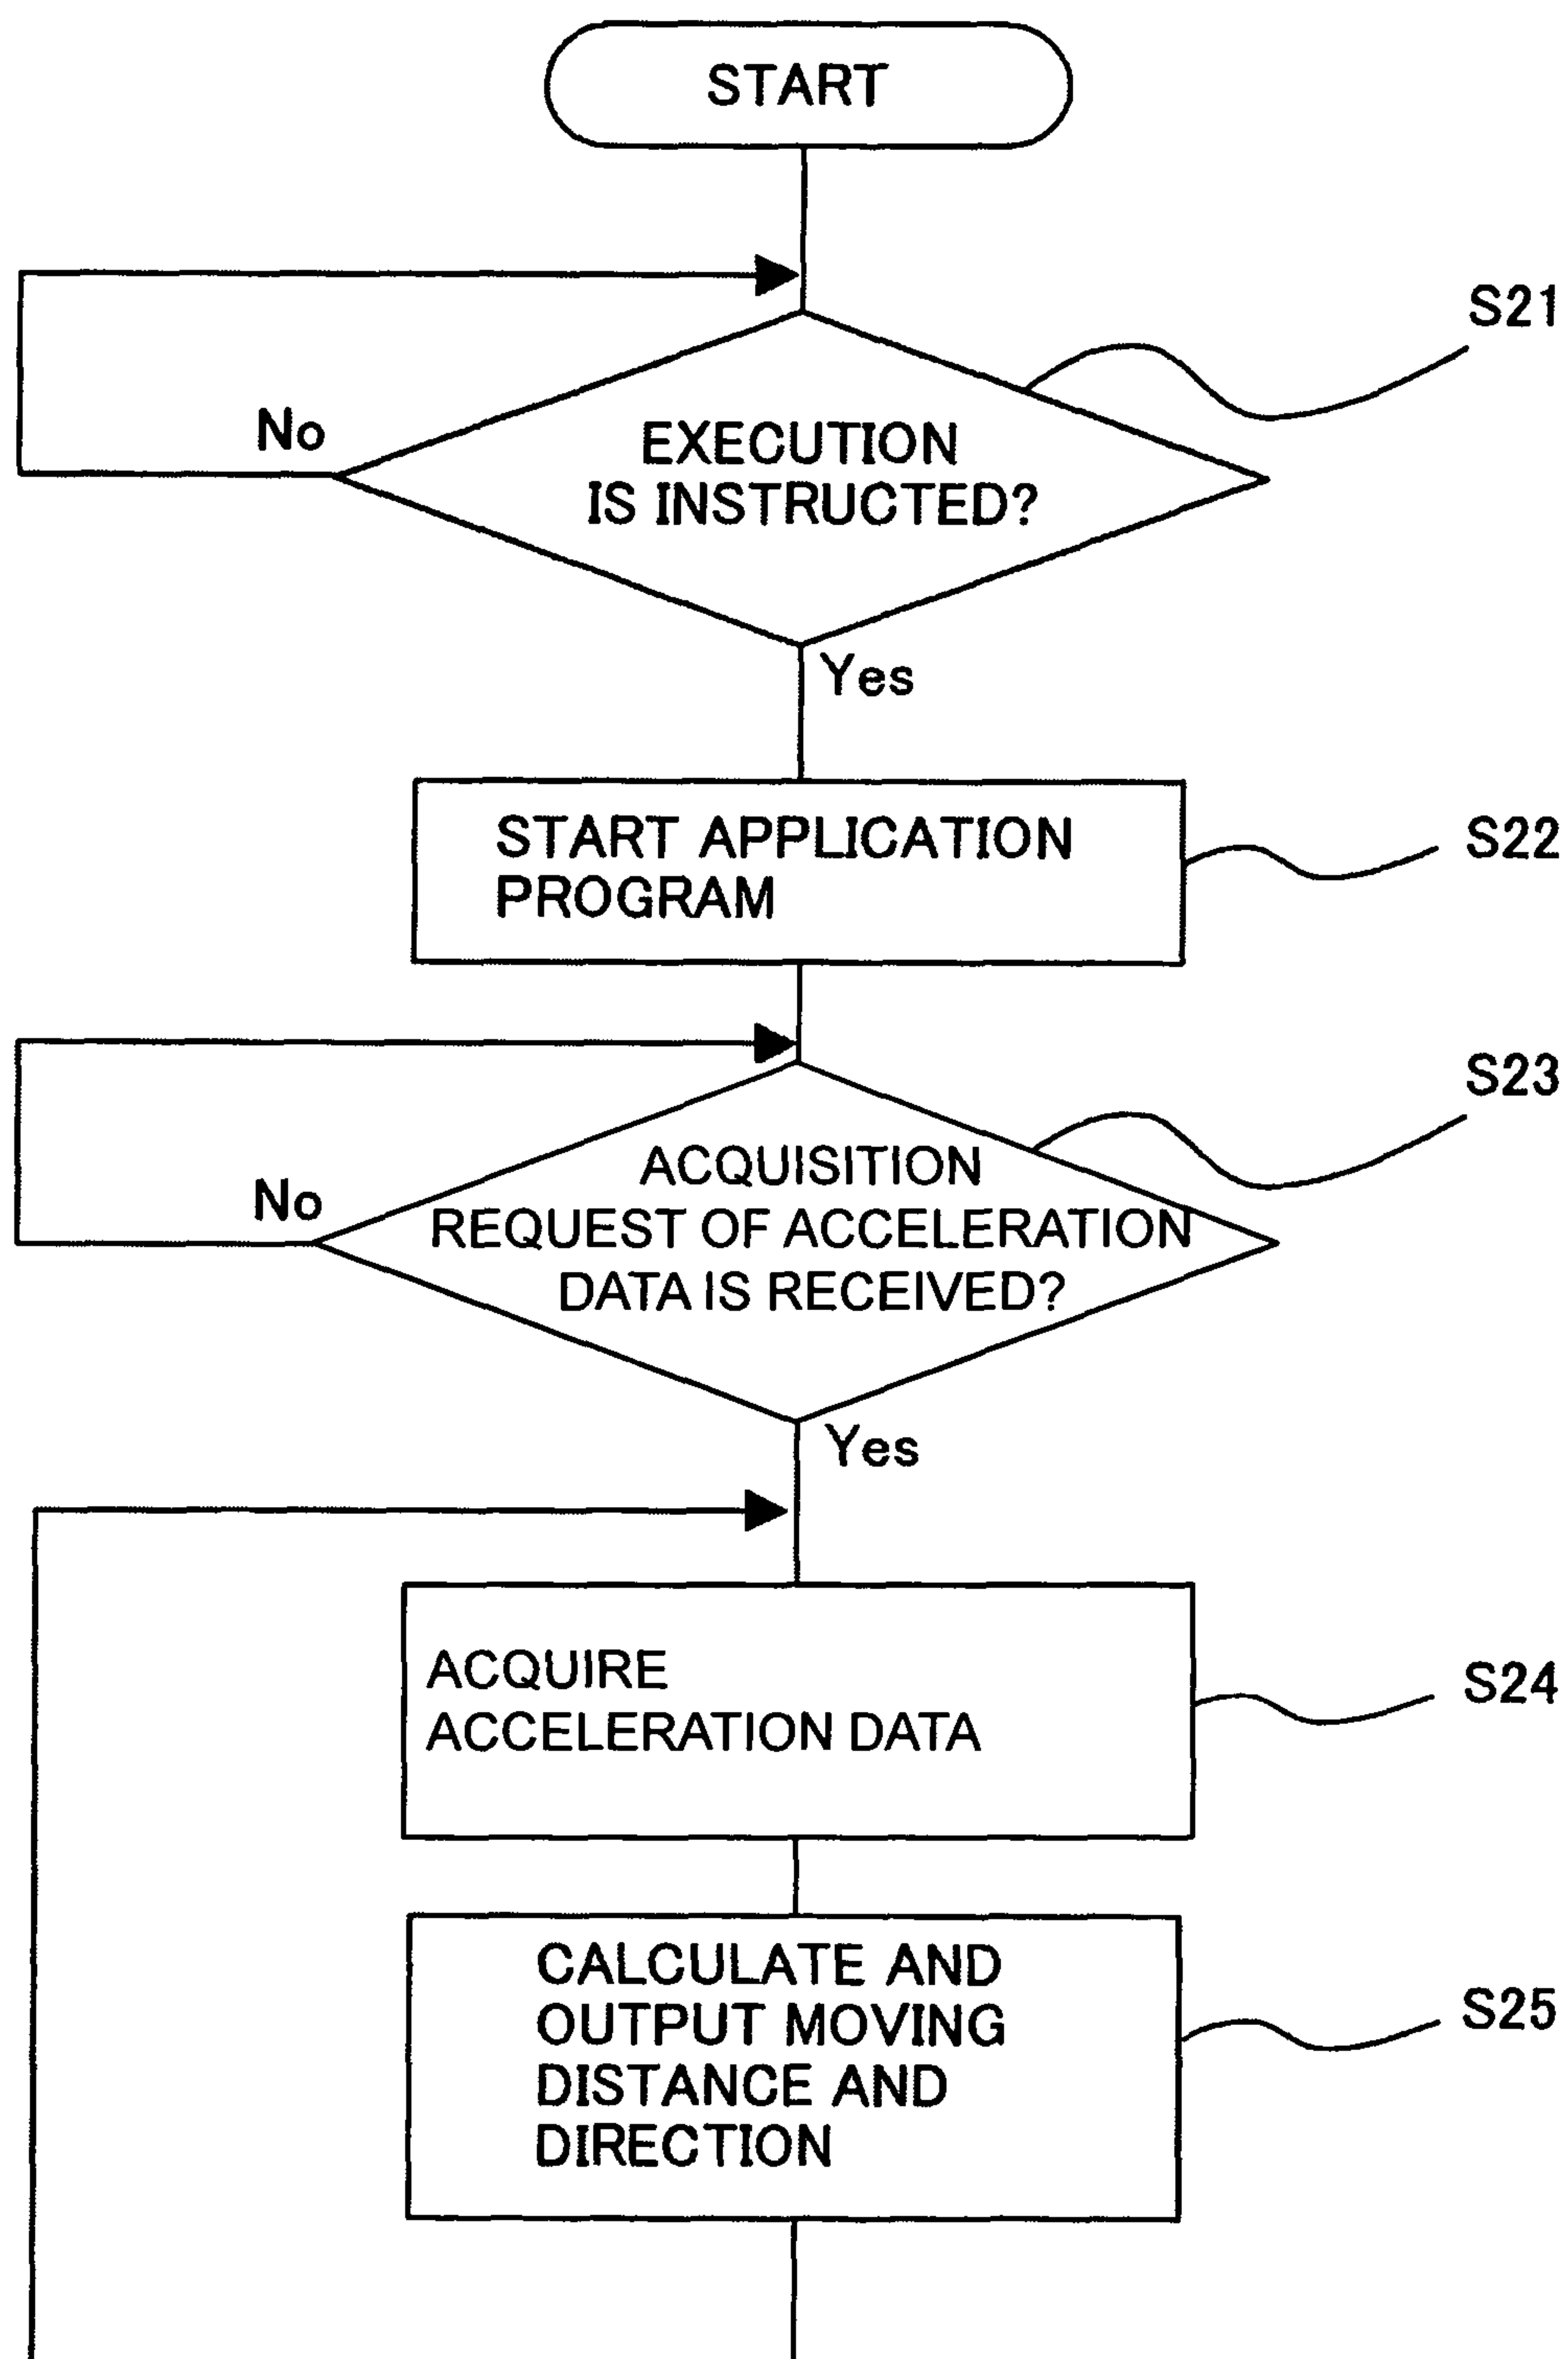 START
S21
No
EXECUTION
IS INSTRUCTED?
Yes
START APPLICATION
PROGRAM
S22
S23
No
ACQUISITION
REQUEST OF ACCELERATION
DATA IS RECEIVED?
Yes
ACQUIRE
ACCELERATION DATA
S24
CALCULATE AND
OUTPUT MOVING
DISTANCE AND
DIRECTION
S25